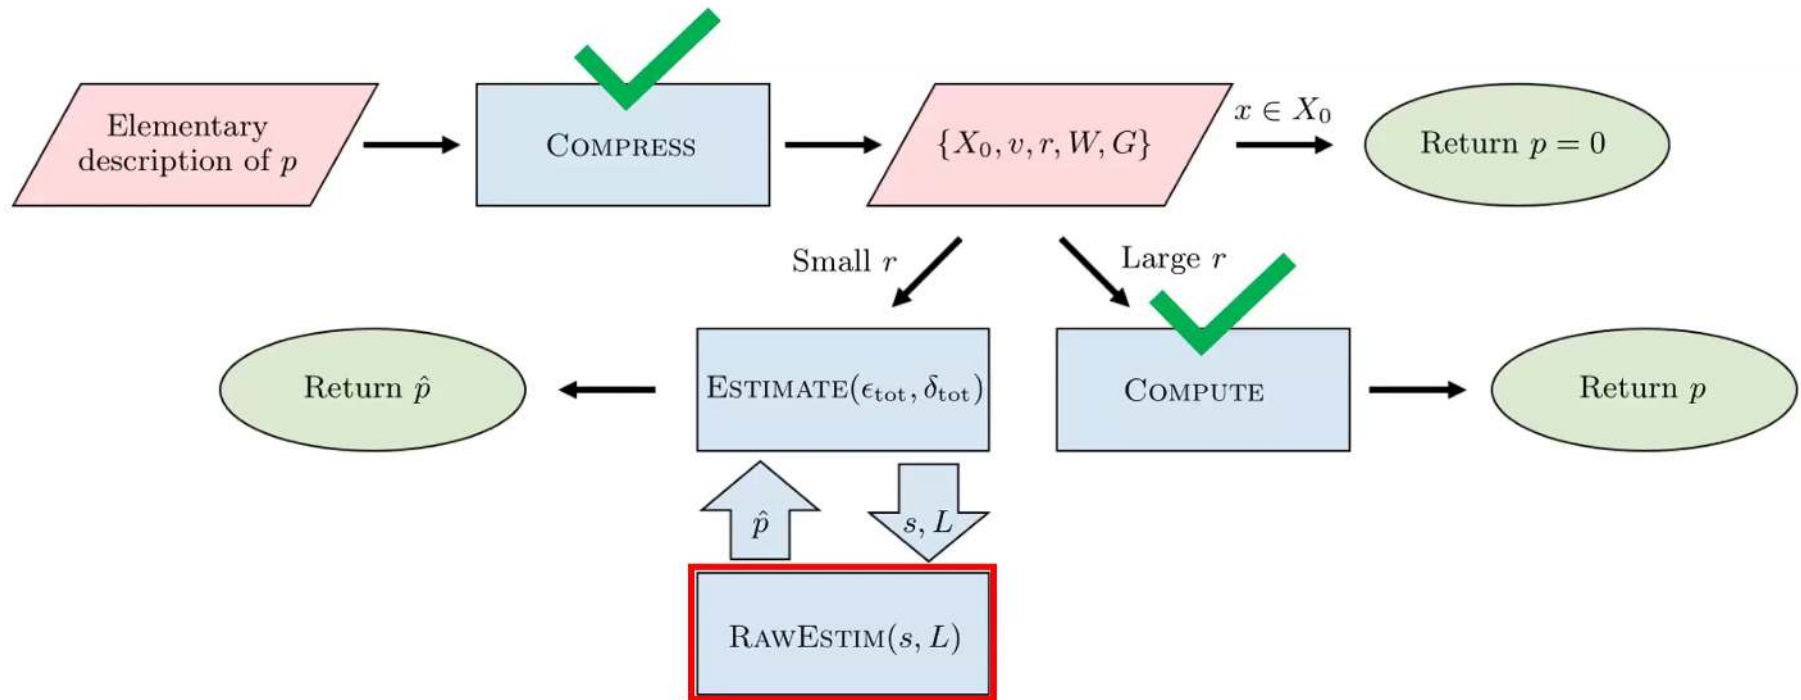 Elementary
description of p
COMPRESS
{X₀, v, r, W, G}
x ∈ X₀
Return p = 0
Small r
Large r
Return p̂
ESTIMATE(ϵ_tot, δ_tot)
COMPUTE
Return p
p̂
s, L
RAWESTIM(s, L)